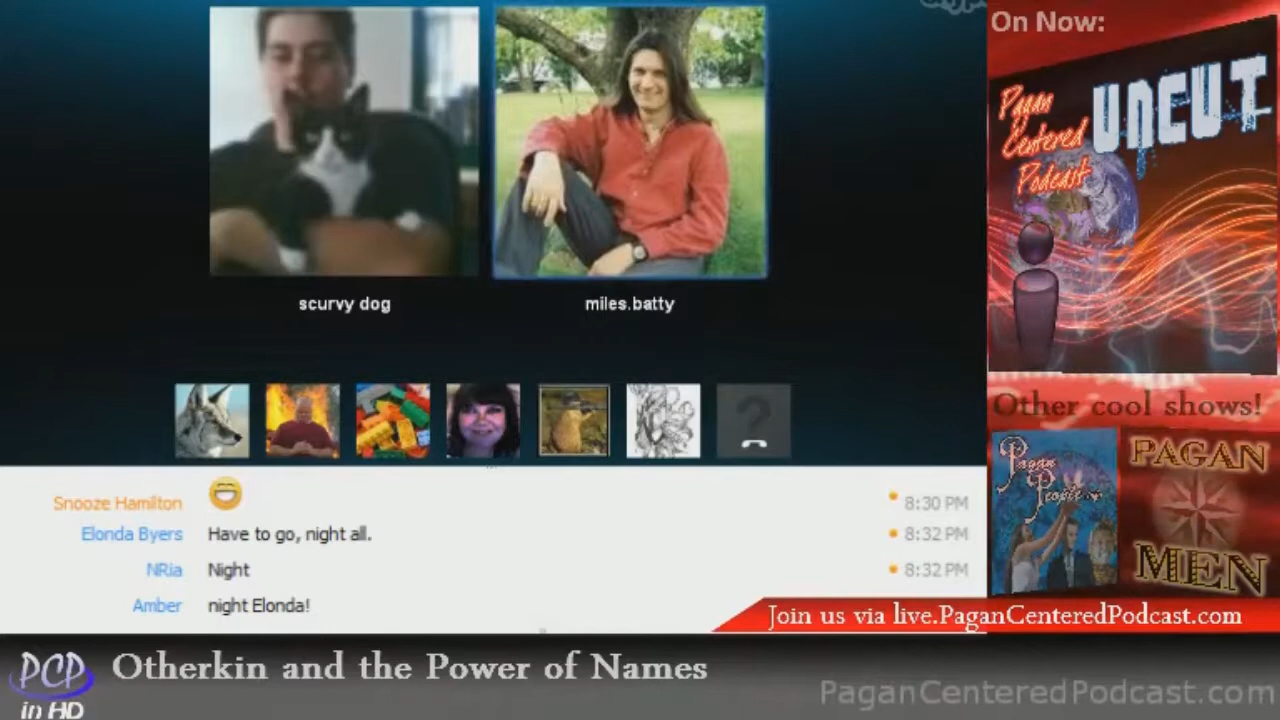 On Now:
Pagan
Centered
Podcast
UNCUT
scurvy dog
miles.batty
?
Other cool shows!
Pagan
People
PAGAN
MEN
Snooze Hamilton
8:30 PM
Elonda Byers Have to go, night all. 8:32 PM
NRia Night 8:32 PM
Amber night Elonda!
Join us via live.PaganCenteredPodcast.com
PCP
in HD
Otherkin and the Power of Names
PaganCenteredPodcast.com